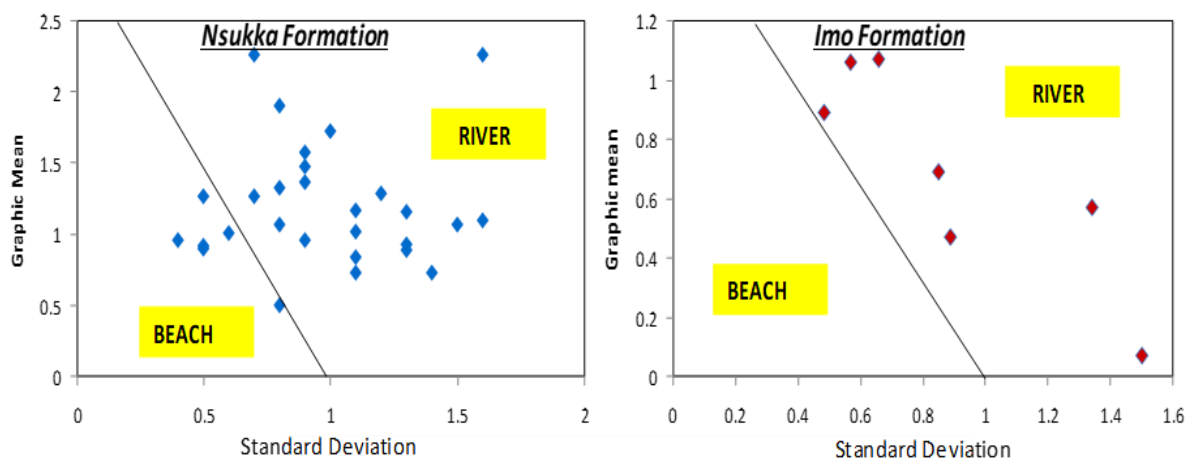 Nsukka Formation
2.5
2
1.5
1
0.5
0
Graphic Mean
RIVER
BEACH
0 0.5 1 1.5 2
Standard Deviation
Imo Formation
1.2
1
0.8
0.6
0.4
0.2
0
Graphic mean
RIVER
BEACH
0 0.2 0.4 0.6 0.8 1 1.2 1.4 1.6
Standard Deviation